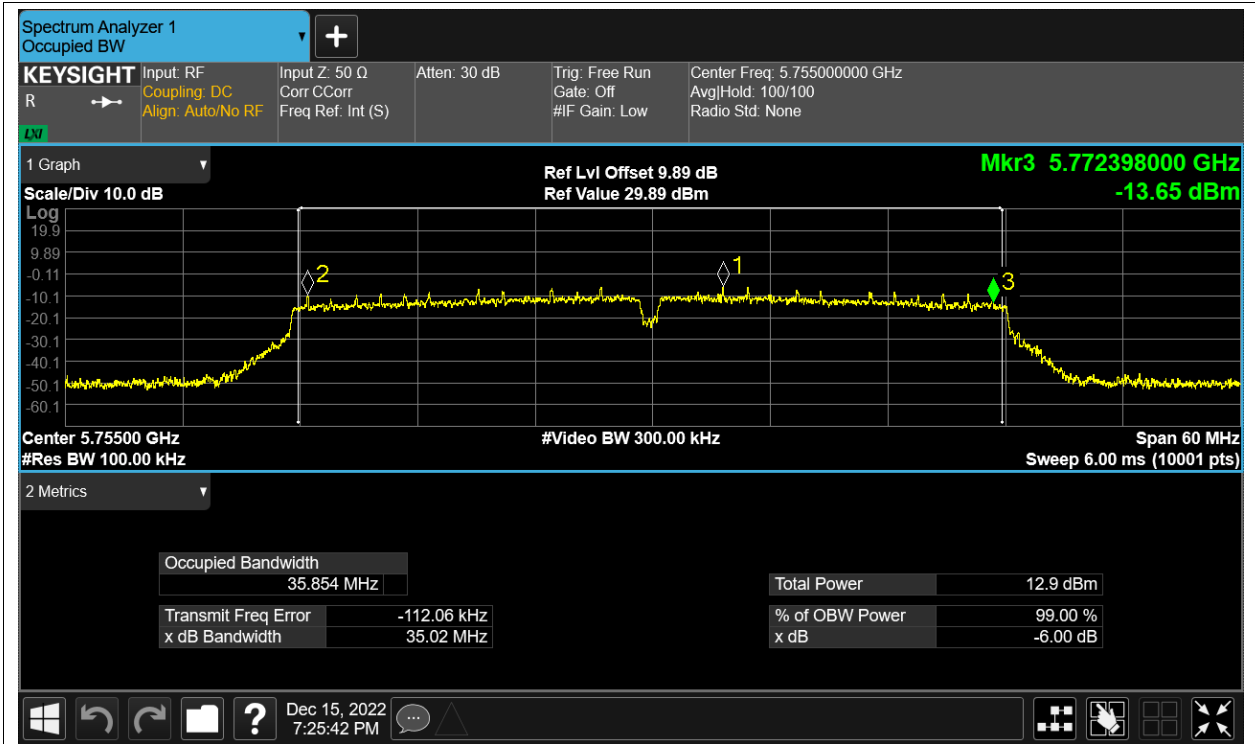 Spectrum Analyzer 1
Occupied BW
+
KEYSIGHT
R
LXI
Input: RF
Coupling: DC
Align: Auto/No RF
Input Z: 50 Ω
Corr CCorr
Freq Ref: Int (S)
Atten: 30 dB
Trig: Free Run
Gate: Off
#IF Gain: Low
Center Freq: 5.755000000 GHz
Avg|Hold: 100/100
Radio Std: None
1 Graph
Scale/Div 10.0 dB
Ref Lvl Offset 9.89 dB
Ref Value 29.89 dBm
Mkr3 5.772398000 GHz
-13.65 dBm
Log
19.9
9.89
-0.11
-10.1
-20.1
-30.1
-40.1
-50.1
-60.1
2
1
3
Center 5.75500 GHz
#Video BW 300.00 kHz
Span 60 MHz
#Res BW 100.00 kHz
Sweep 6.00 ms (10001 pts)
2 Metrics
Occupied Bandwidth
35.854 MHz
Transmit Freq Error -112.06 kHz
x dB Bandwidth 35.02 MHz
Total Power 12.9 dBm
% of OBW Power 99.00 %
x dB -6.00 dB
?
Dec 15, 2022
7:25:42 PM